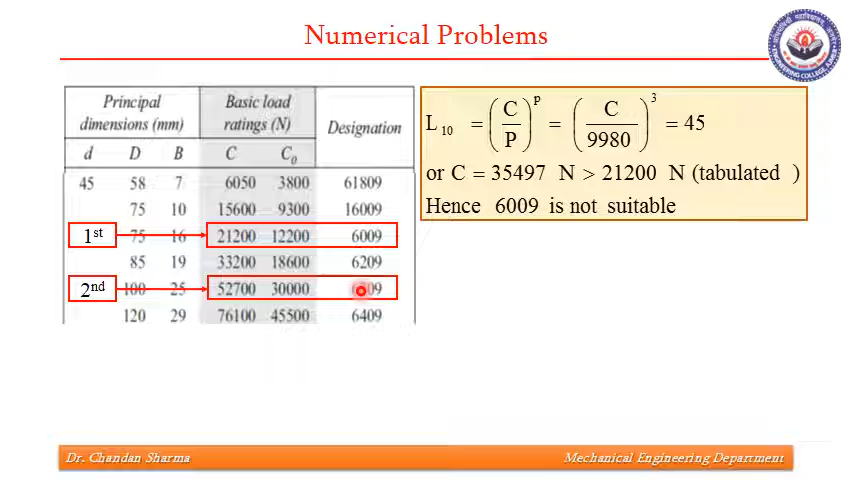 Numerical Problems
Principal dimensions (mm) Basic load ratings (N) Designation
d D B C C₀
45 58 7 6050 3800 61809
75 10 15600 9300 16009
1st 75 16 21200 12200 6009
85 19 33200 18600 6209
2nd 100 25 52700 30000
120 29 76100 45500 6409
L₁₀ = (C/P)^p = (C/9980)^3 = 45
or C = 35497 N > 21200 N (tabulated )
Hence 6009 is not suitable
Dr. Chandan Sharma Mechanical Engineering Department